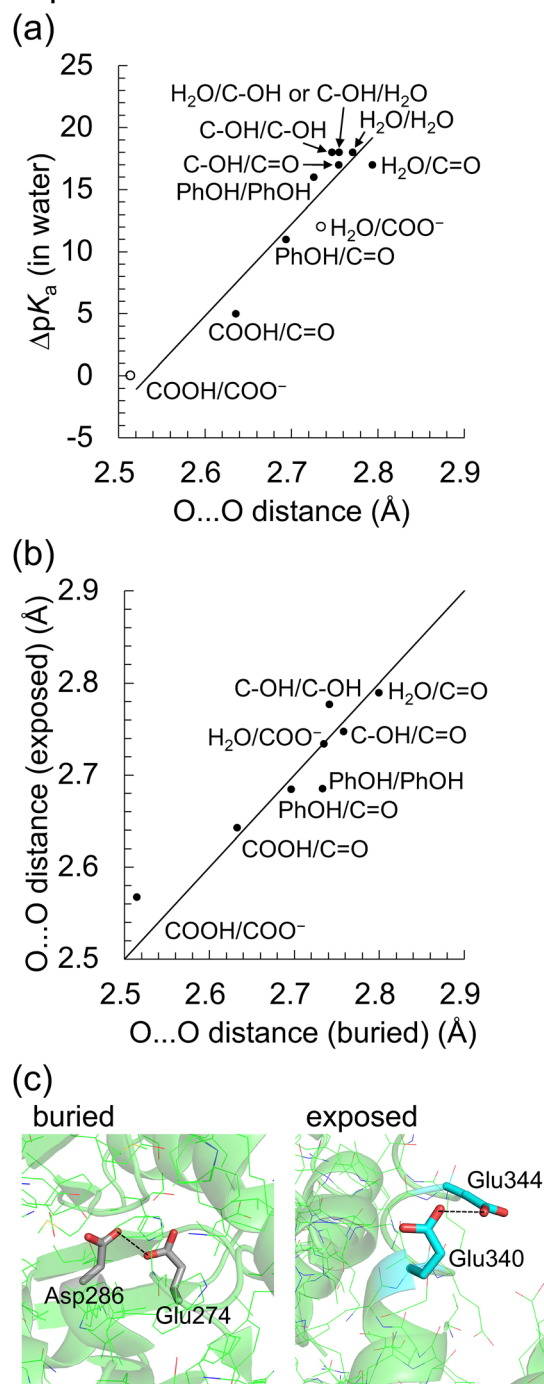 (a)
25
20
15
10
5
0
-5
ΔpKa (in water)
H₂O/C-OH or C-OH/H₂O
C-OH/C-OH
H₂O/H₂O
C-OH/C=O
H₂O/C=O
PhOH/PhOH
H₂O/COO⁻
PhOH/C=O
COOH/C=O
COOH/COO⁻
2.5 2.6 2.7 2.8 2.9
O...O distance (Å)
(b)
2.9
2.8
2.7
2.6
2.5
O...O distance (exposed) (Å)
C-OH/C-OH
H₂O/C=O
H₂O/COO⁻
C-OH/C=O
PhOH/PhOH
PhOH/C=O
COOH/C=O
COOH/COO⁻
2.5 2.6 2.7 2.8 2.9
O...O distance (buried) (Å)
(c)
buried
exposed
Asp286
Glu274
Glu344
Glu340